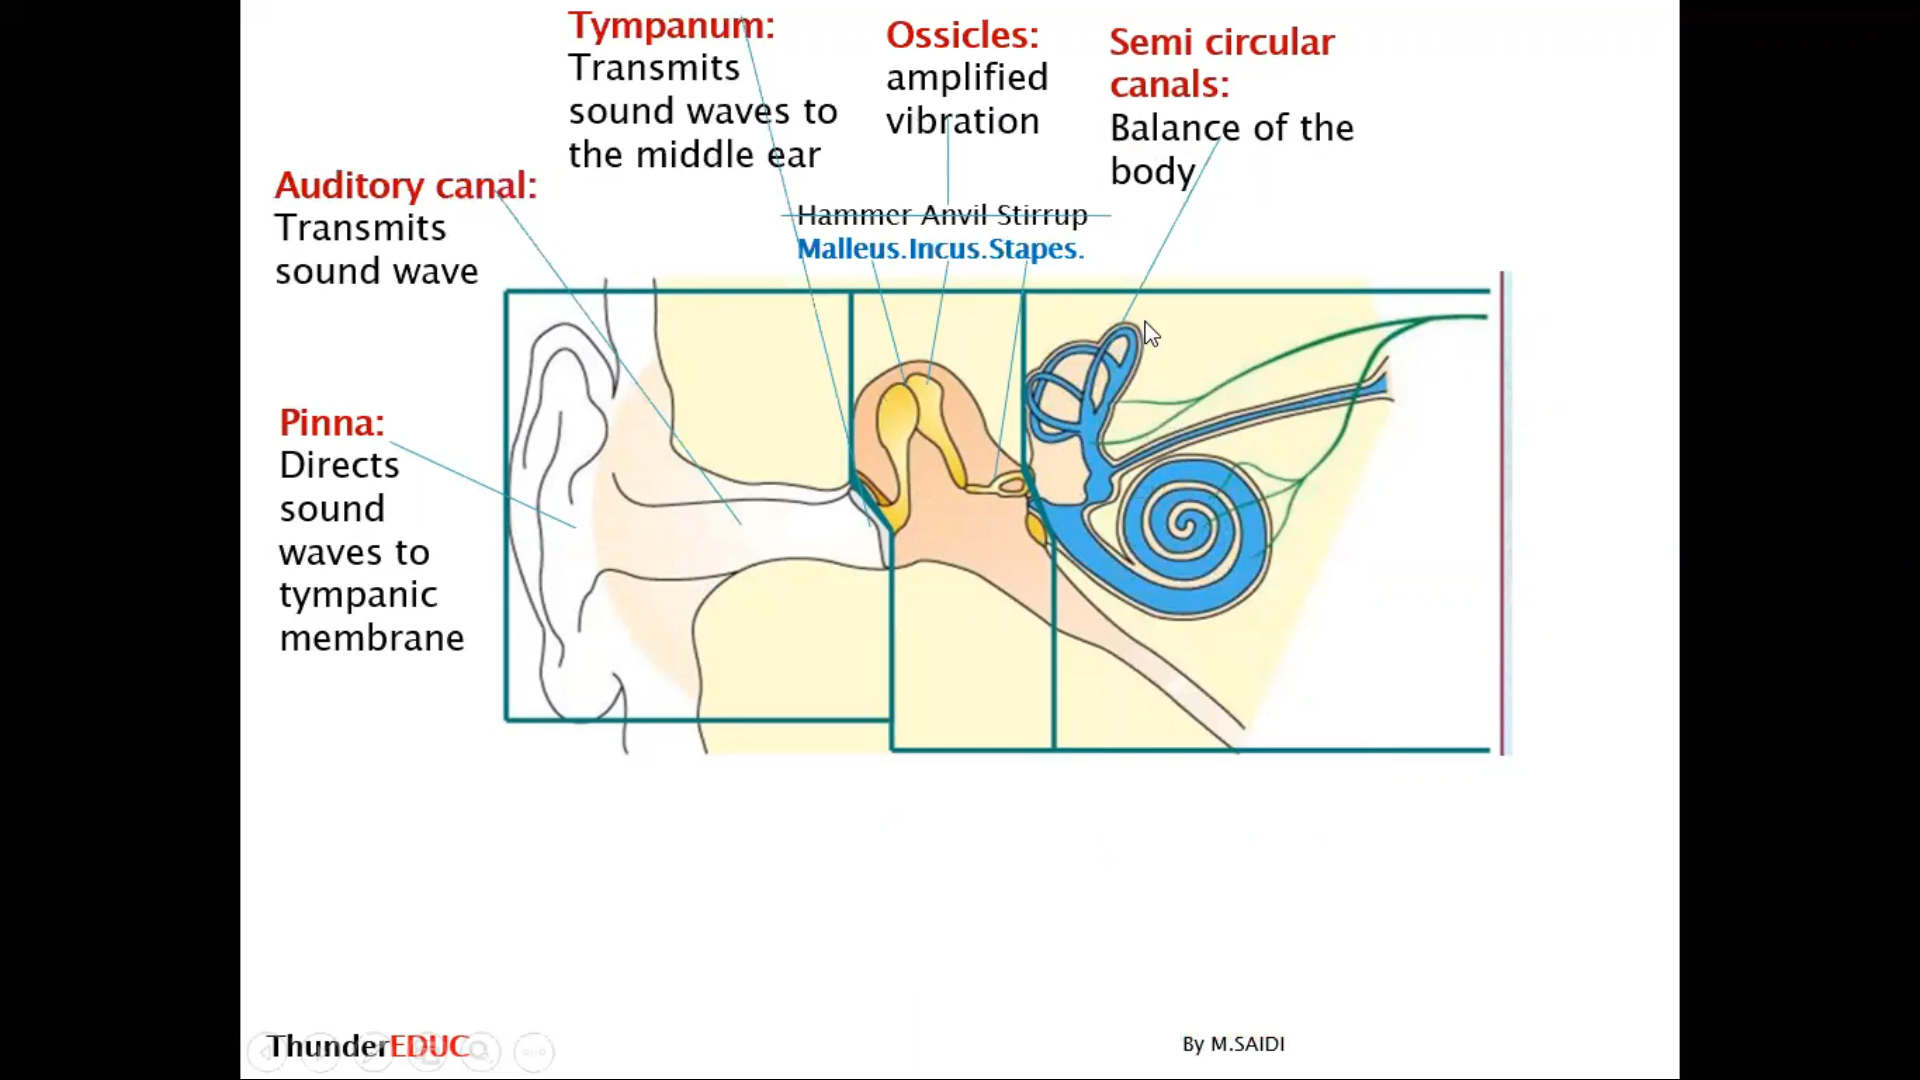 Tympanum:
Transmits
sound waves to
the middle ear
Ossicles:
amplified
vibration
Semi circular
canals:
Balance of the
body
Auditory canal:
Transmits
sound wave
Hammer Anvil Stirrup
Malleus.Incus.Stapes.
Pinna:
Directs
sound
waves to
tympanic
membrane
ThunderEDUC
By M.SAIDI